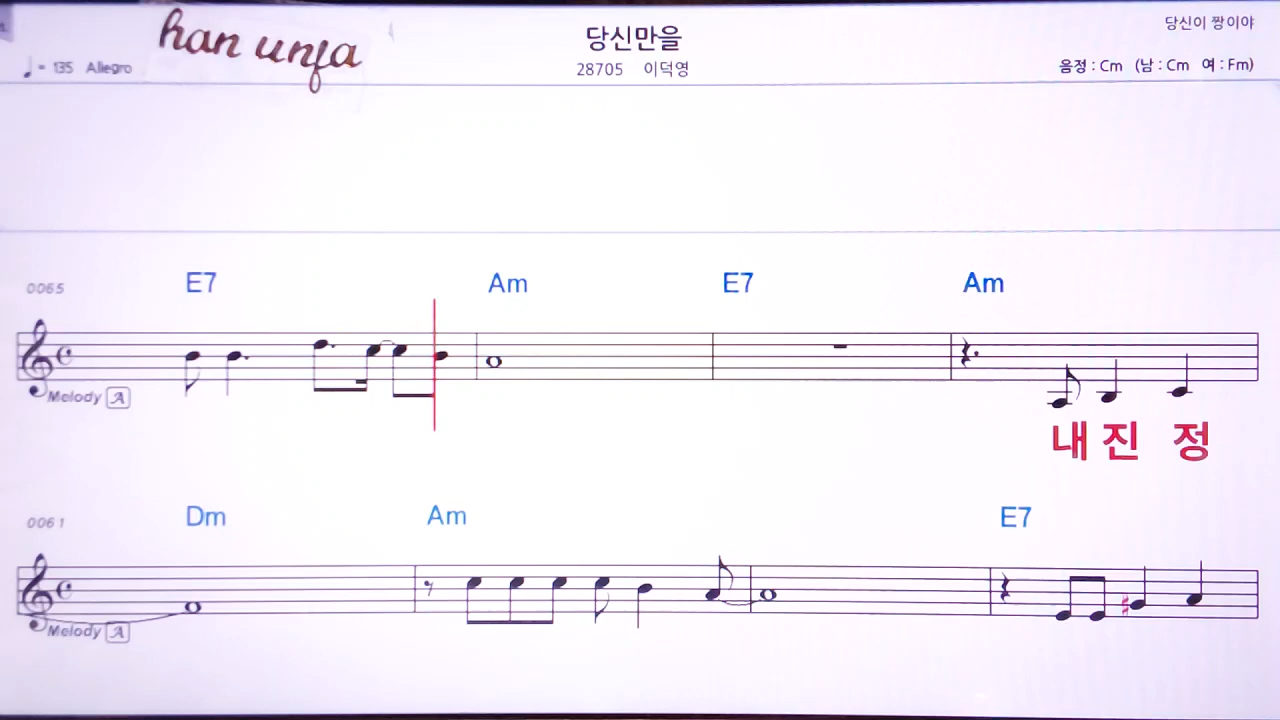 han unja
당신만을
당신이 짱이야
♩= 135 Allegro
28705 이덕영
음정 : Cm (남 : Cm 여 : Fm)
0065 E7 Am E7 Am
Melody A
내 진 정
0061 Dm Am E7
Melody A